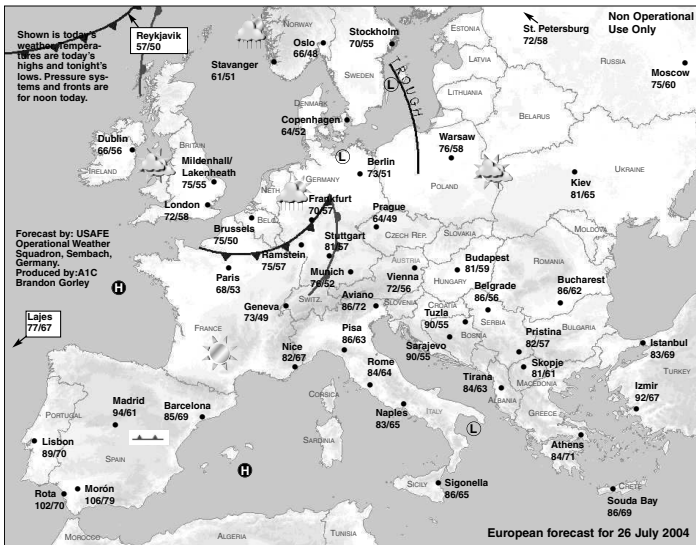 Shown is today's
weather. Tempera-
tures are today's
highs and tonight's
lows. Pressure sys-
tems and fronts are
for noon today.
Reykjavik
57/50
NORWAY
Oslo
66/48
Stockholm
70/55
ESTONIA
St. Petersburg
72/58
Non Operational
Use Only
Stavanger
61/51
SWEDEN
TROUGH
L
LATVIA
RUSSIA
Moscow
75/60
LITHUANIA
DENMARK
Copenhagen
64/52
BELARUS
Dublin
66/56
IRELAND
BRITAIN
Mildenhall/
Lakenheath
75/55
London
72/58
L
Berlin
73/51
GERMANY
NETH
Warsaw
76/58
POLAND
UKRAINE
Kiev
81/65
Forecast by: USAFE
Operational Weather
Squadron, Sembach,
Germany.
Produced by:A1C
Brandon Gorley
Brussels
75/50
BELG
Frankfurt
70/57
Prague
64/49
CZECH REP.
SLOVAKIA
MOLDOVA
Ramstein
75/57
Stuttgart
81/57
Paris
68/53
H
Munich
76/52
AUSTRIA
Vienna
72/56
Budapest
81/59
HUNGARY
ROMANIA
Lajes
77/67
Geneva
73/49
SWITZ.
Aviano
86/72
SLOVENIA
CROATIA
Belgrade
86/56
Bucharest
86/62
FRANCE
Pisa
86/63
Tuzla
90/55
BOSNIA
SERBIA
Sarajevo
90/55
Pristina
82/57
BULGARIA
Nice
82/67
Rome
84/64
Skopje
81/61
MACEDONIA
Istanbul
83/69
TURKEY
Tirana
84/63
ALBANIA
Madrid
94/61
Barcelona
85/69
CORSICA
Naples
83/65
ITALY
Izmir
92/67
PORTUGAL
GREECE
Lisbon
89/70
SPAIN
SARDINIA
L
Athens
84/71
H
Rota
102/70
Morón
106/79
SICILY
Sigonella
86/65
CRETE
Souda Bay
86/69
MOROCCO
ALGERIA
TUNISIA
European forecast for 26 July 2004